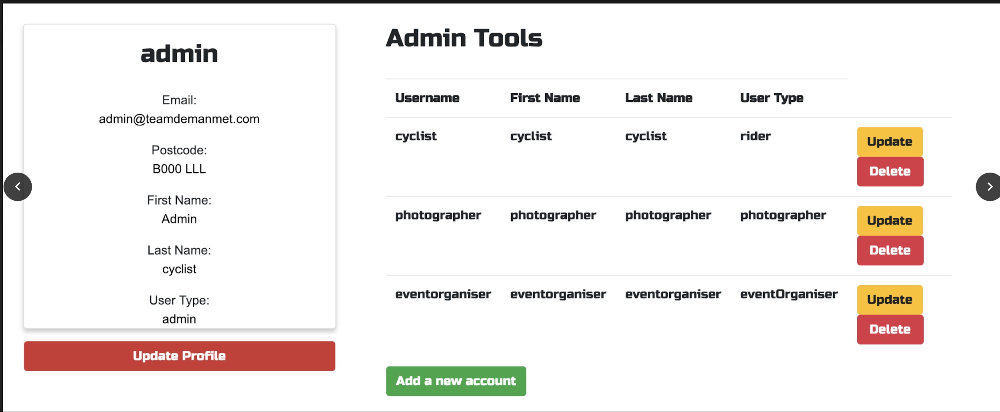 admin
Email:
admin@teamdemanmet.com
Postcode:
B000 LLL
First Name:
Admin
Last Name:
cyclist
User Type:
admin
Update Profile
Admin Tools
Username First Name Last Name User Type
cyclist cyclist cyclist rider Update
Delete
photographer photographer photographer photographer Update
Delete
eventorganiser eventorganiser eventorganiser eventOrganiser Update
Delete
Add a new account